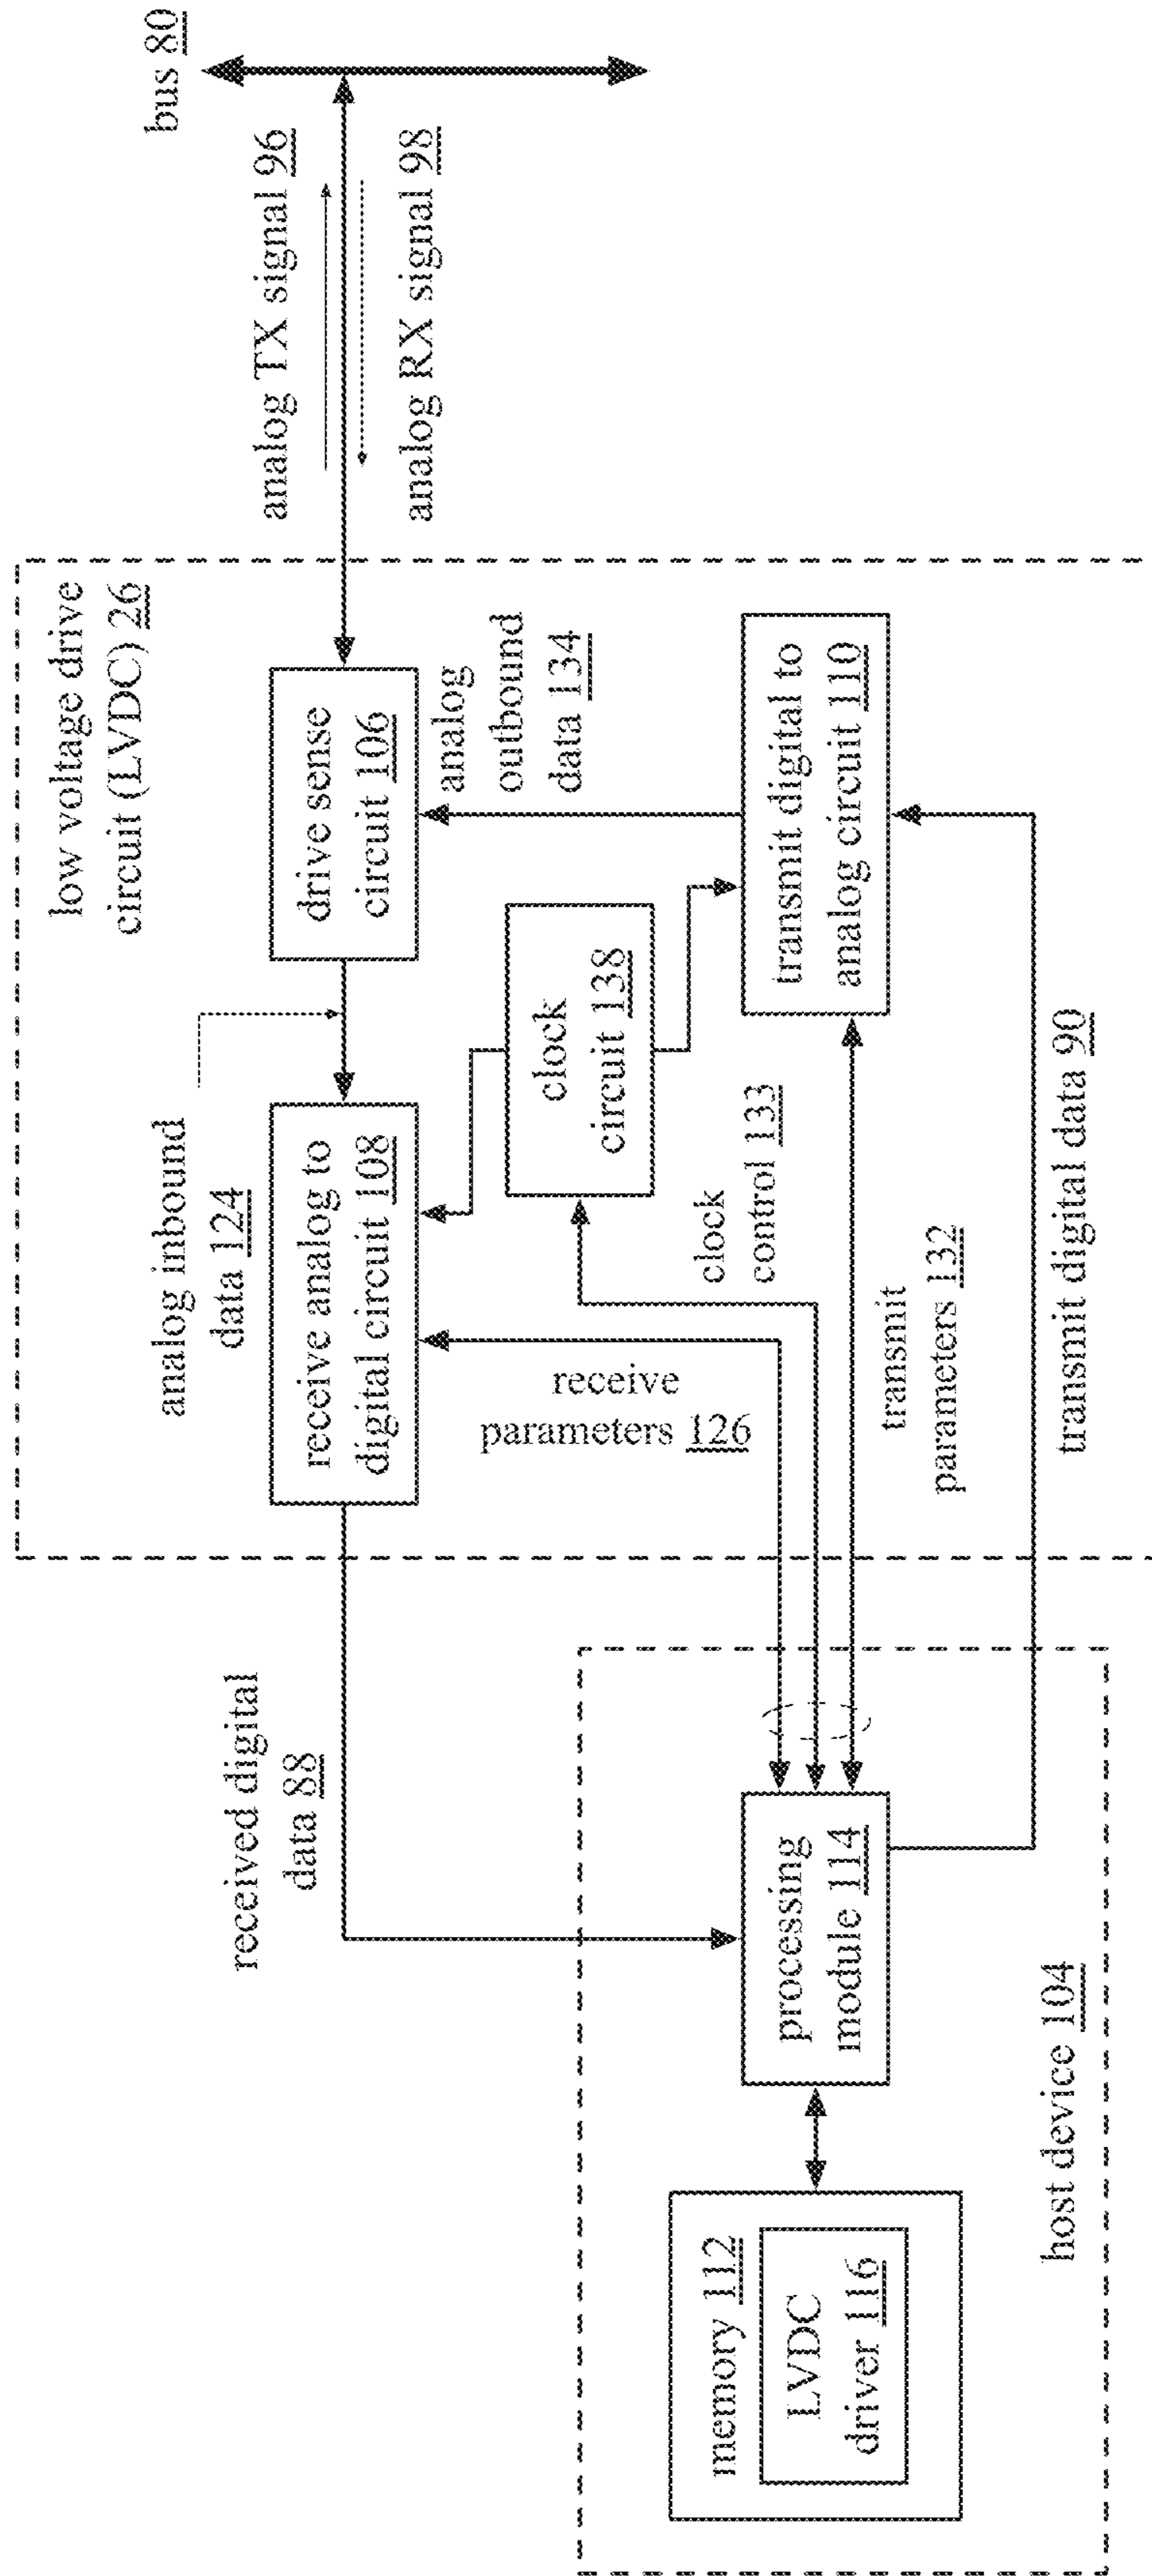 low voltage drive
circuit (LVDC) 26
bus 80
analog TX signal 96
analog RX signal 98
analog inbound
data 124
received digital
data 88
receive analog to
digital circuit 108
drive sense
circuit 106
analog
outbound
data 134
clock
circuit 138
receive
parameters 126
clock
control 133
transmit digital to
analog circuit 110
transmit
parameters 132
transmit digital data 90
memory 112
LVDC
driver 116
processing
module 114
host device 104